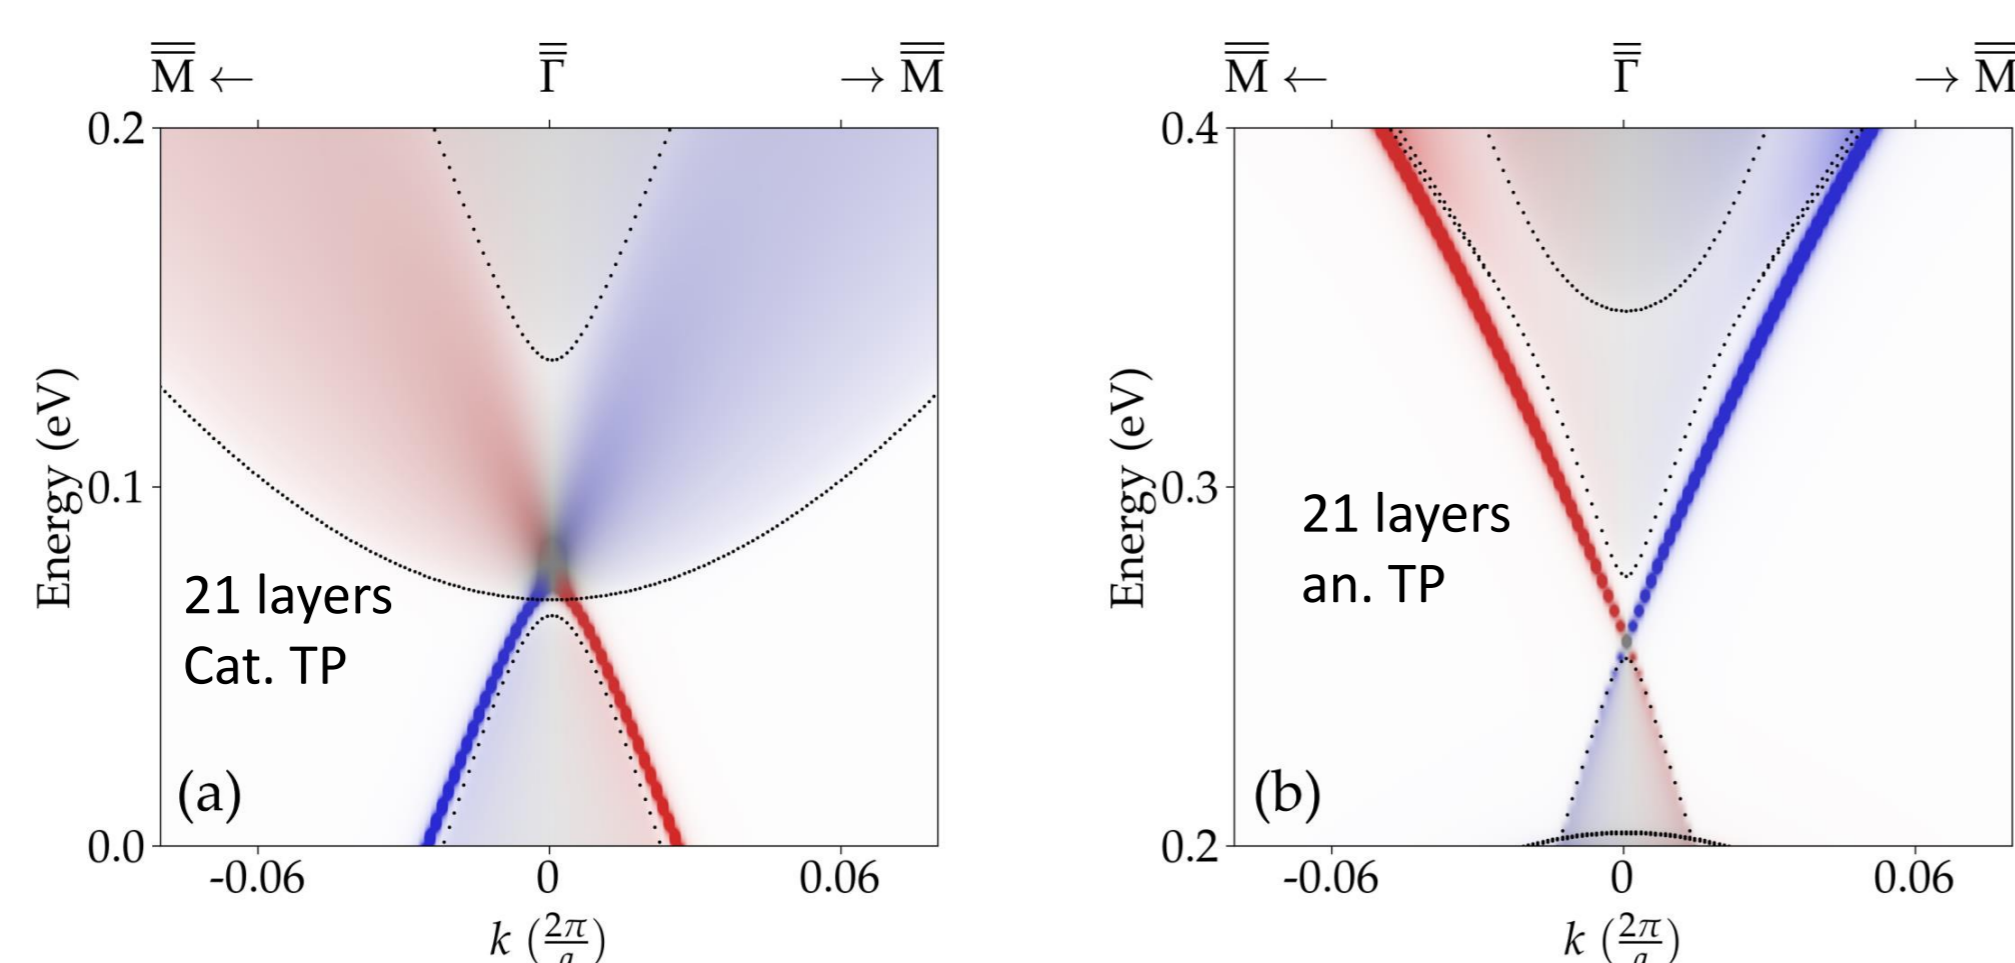 M̿ ← Γ̿ → M̿
0.2
0.1
0.0
Energy (eV)
21 layers
Cat. TP
(a)
-0.06 0 0.06
k (2π/a)
M̿ ← Γ̿ → M̿
0.4
0.3
0.2
Energy (eV)
21 layers
an. TP
(b)
-0.06 0 0.06
k (2π/a)